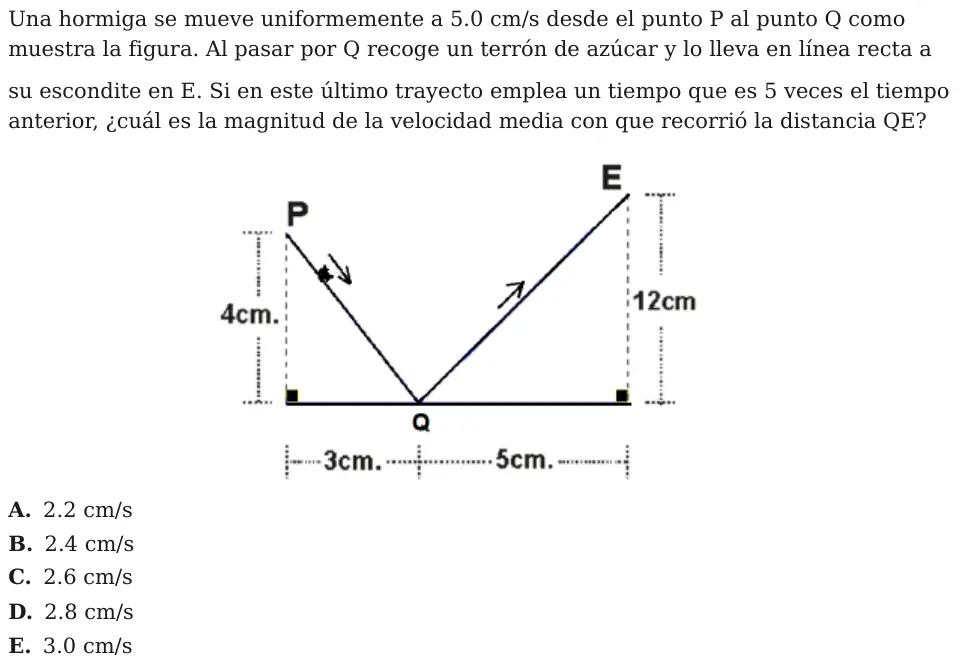 Una hormiga se mueve uniformemente a 5.0 cm/s desde el punto P al punto Q como
muestra la figura. Al pasar por Q recoge un terrón de azúcar y lo lleva en línea recta a
su escondite en E. Si en este último trayecto emplea un tiempo que es 5 veces el tiempo
anterior, ¿cuál es la magnitud de la velocidad media con que recorrió la distancia QE?
E
P
12cm
4cm.
Q
3cm.
5cm.
A. 2.2 cm/s
B. 2.4 cm/s
C. 2.6 cm/s
D. 2.8 cm/s
E. 3.0 cm/s